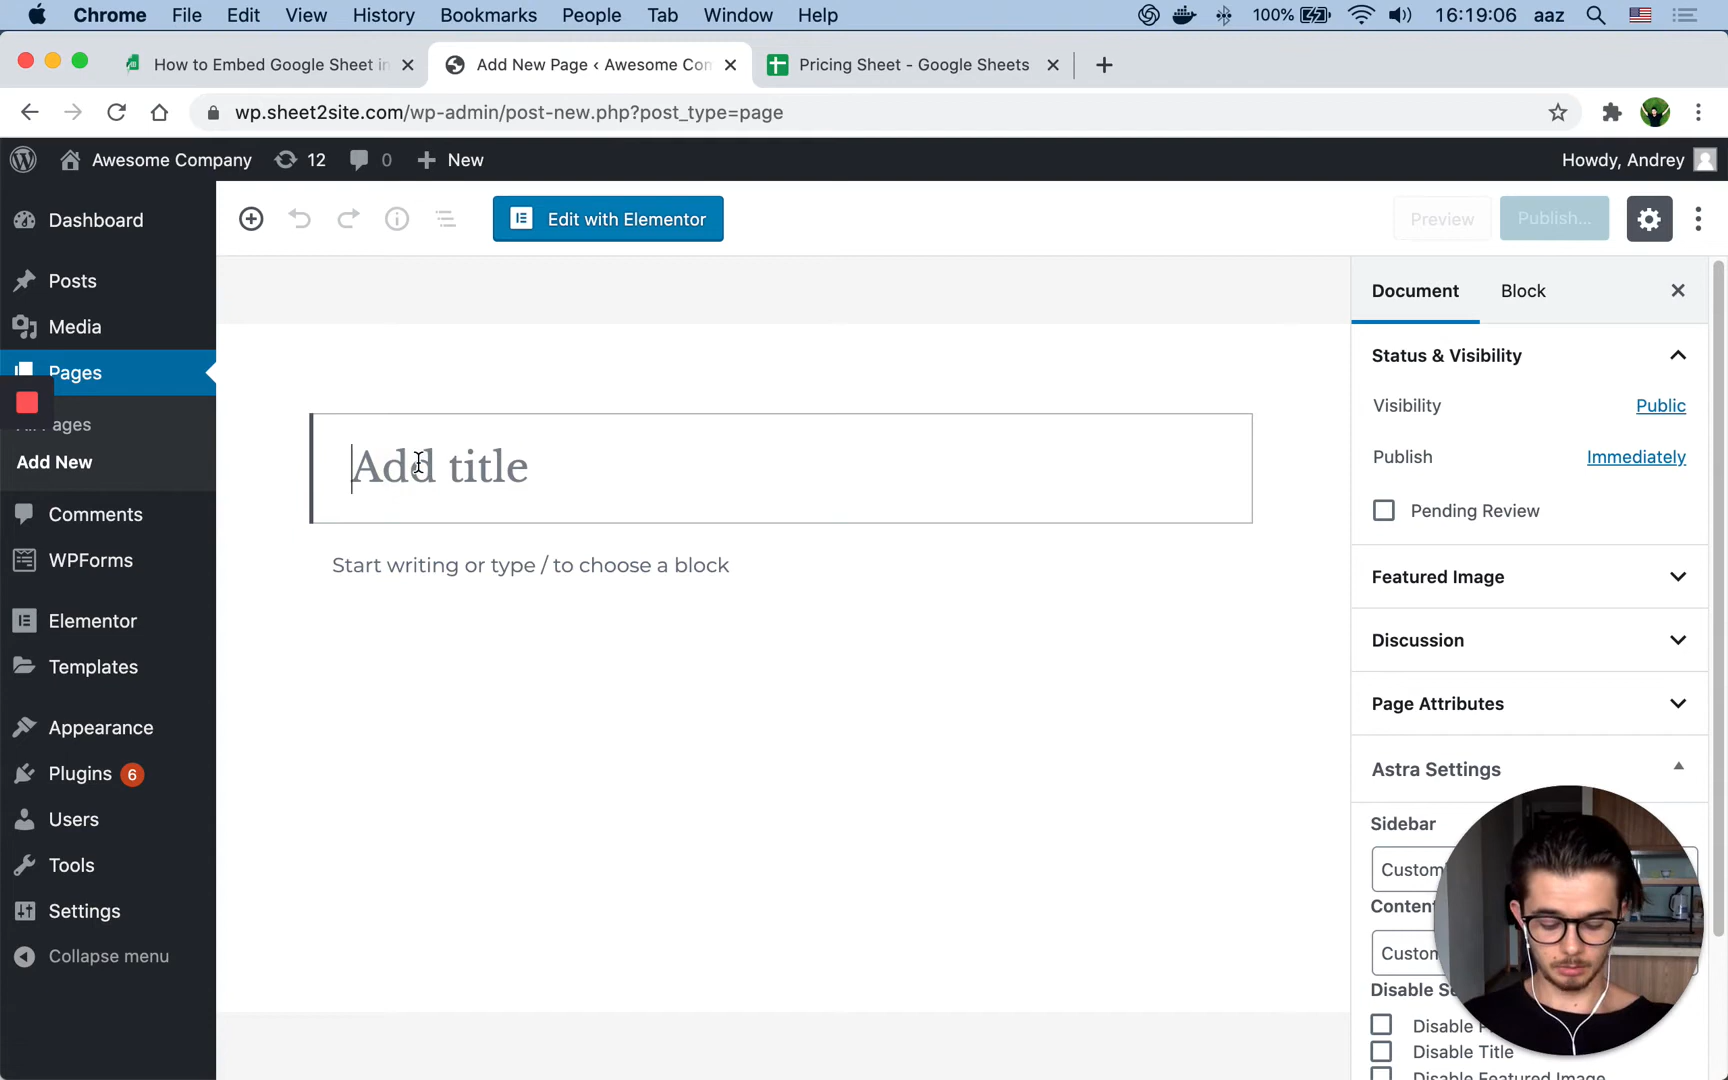 Chrome File Edit View History Bookmarks People Tab Window Help 100% 16:19:06 aaz
How to Embed Google Sheet in
Add New Page ‹ Awesome Com
Pricing Sheet - Google Sheets
wp.sheet2site.com/wp-admin/post-new.php?post_type=page
Awesome Company 12 0 New Howdy, Andrey
Dashboard
Posts
Media
Pages
Pages
Add New
Comments
WPForms
Elementor
Templates
Appearance
Plugins 6
Users
Tools
Settings
Collapse menu
Edit with Elementor
Preview
Publish...
Add title
Start writing or type / to choose a block
Document Block
Status & Visibility
Visibility Public
Publish Immediately
Pending Review
Featured Image
Discussion
Page Attributes
Astra Settings
Sidebar
Custom
Content
Custom
Disable
Disable
Disable Title
Disable Featured Image